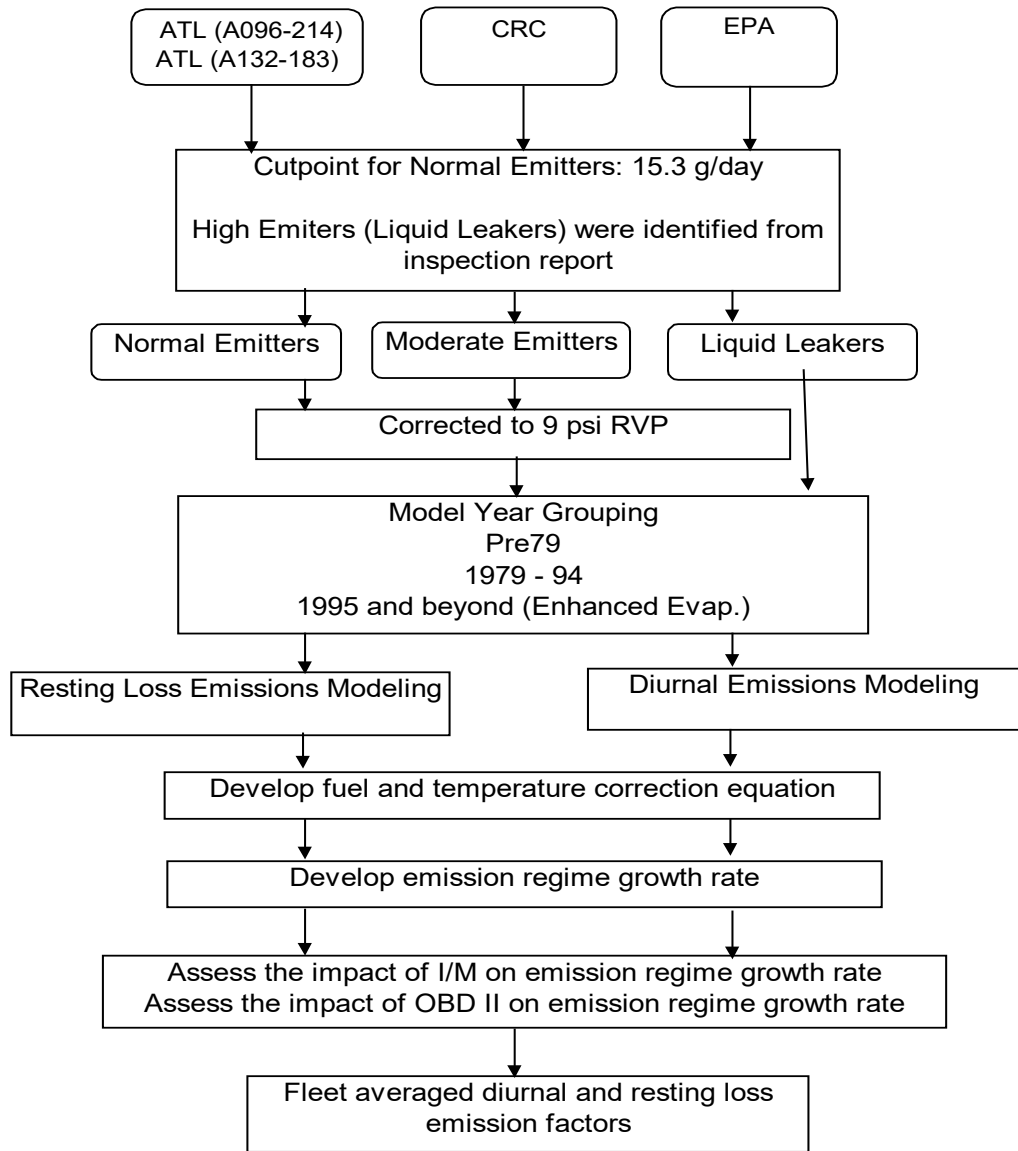 ATL (A096-214)
ATL (A132-183)
CRC
EPA
Cutpoint for Normal Emitters: 15.3 g/day
High Emiters (Liquid Leakers) were identified from
inspection report
Normal Emitters
Moderate Emitters
Liquid Leakers
Corrected to 9 psi RVP
Model Year Grouping
Pre79
1979 - 94
1995 and beyond (Enhanced Evap.)
Resting Loss Emissions Modeling
Diurnal Emissions Modeling
Develop fuel and temperature correction equation
Develop emission regime growth rate
Assess the impact of I/M on emission regime growth rate
Assess the impact of OBD II on emission regime growth rate
Fleet averaged diurnal and resting loss
emission factors